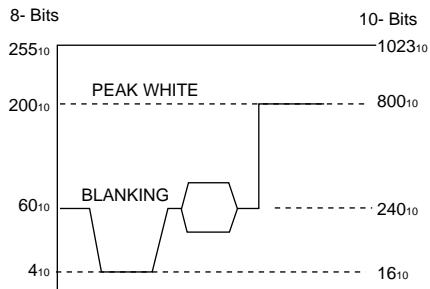 8- Bits 10- Bits
255₁₀ 1023₁₀
PEAK WHITE
200₁₀ 800₁₀
BLANKING
60₁₀ 240₁₀
4₁₀ 16₁₀